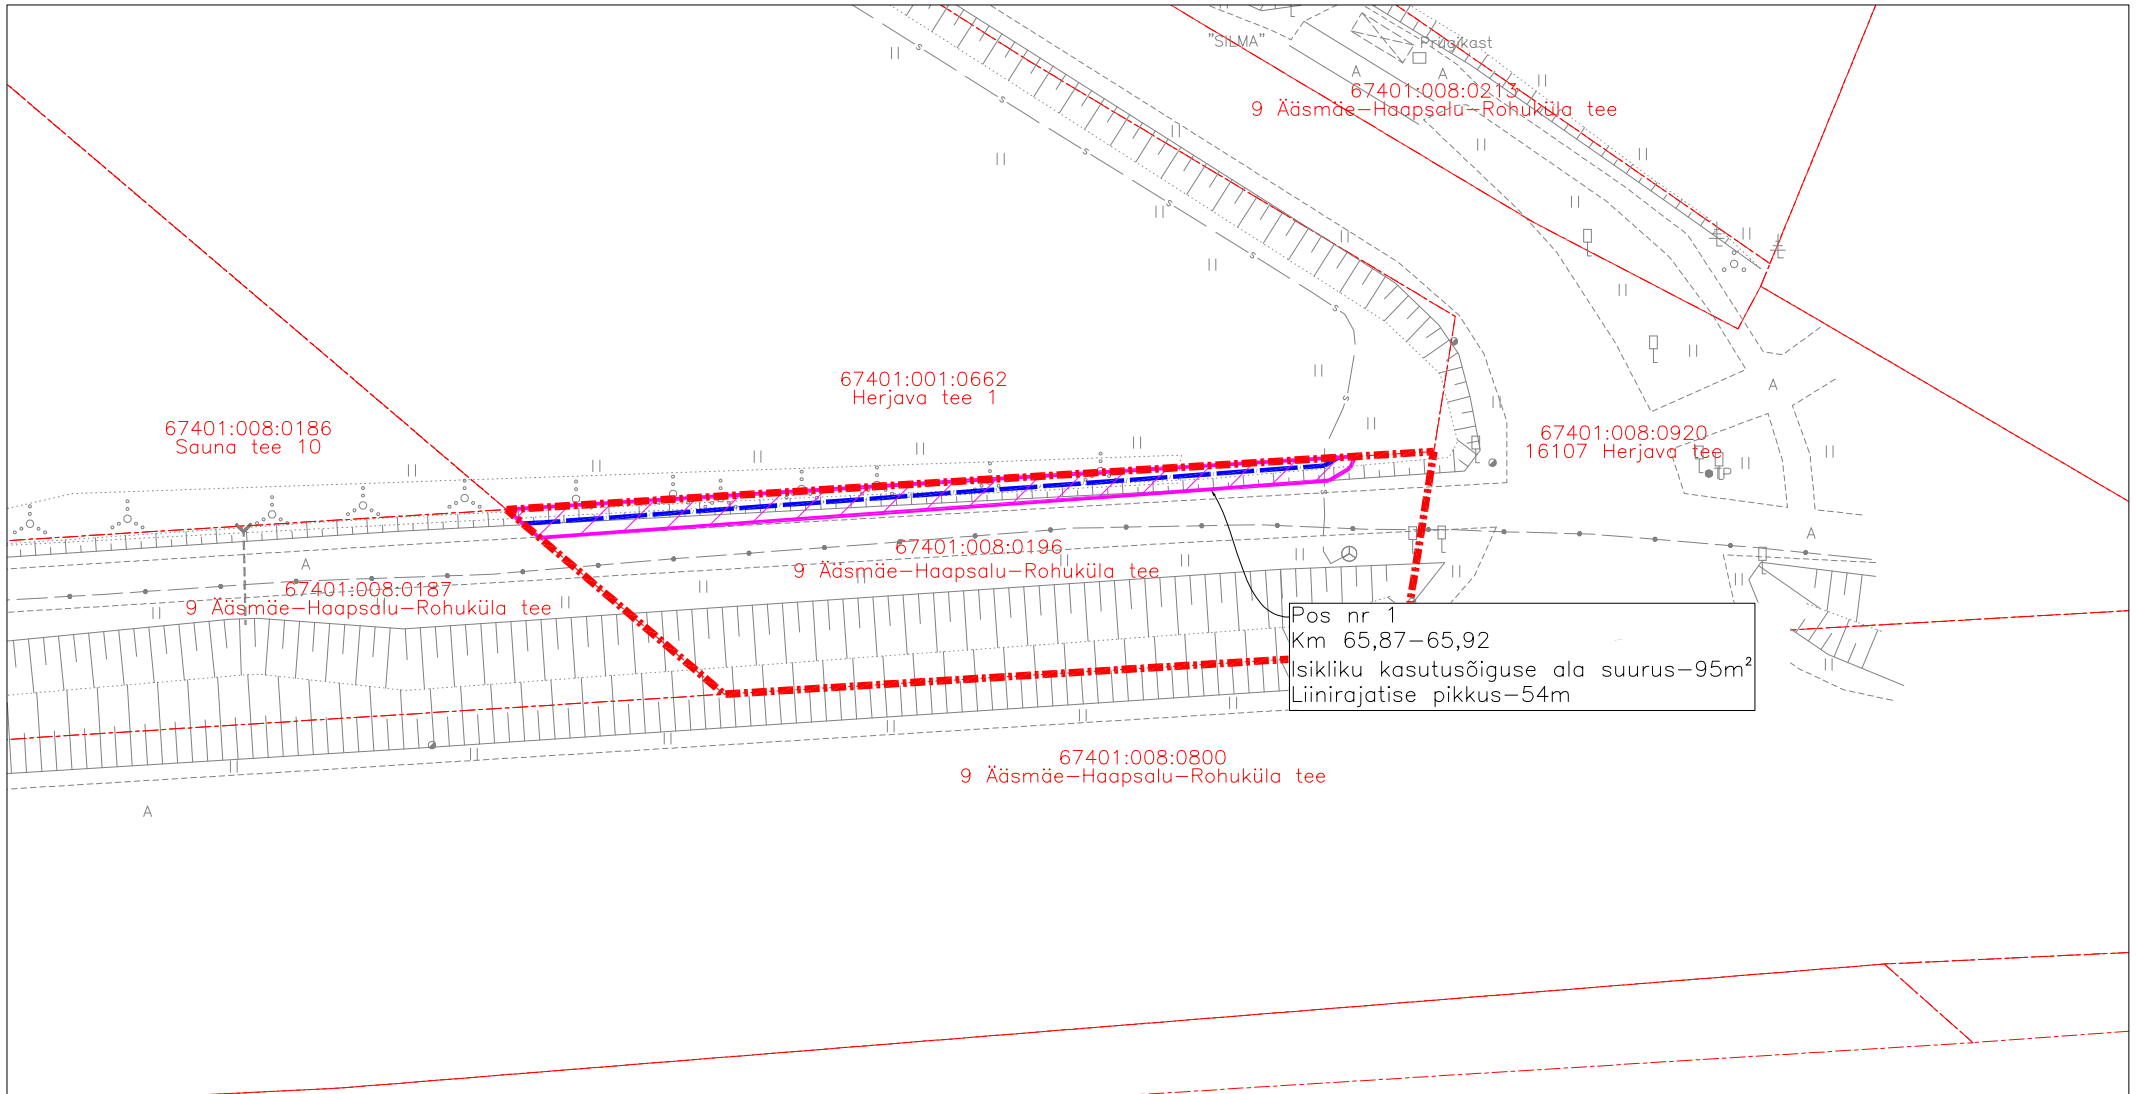 "SILMA"
Prügikast
A
A
67401:008:0213
9 Ääsmäe-Haapsalu-Rohuküla tee
67401:001:0662
Herjava tee 1
A
67401:008:0186
Sauna tee 10
67401:008:0920
16107 Herjava tee
A
67401:008:0196
9 Ääsmäe-Haapsalu-Rohuküla tee
A
67401:008:0187
9 Ääsmäe-Haapsalu-Rohuküla tee
Pos nr 1
Km 65,87-65,92
Isikliku kasutusõiguse ala suurus-95m²
Liinirajatise pikkus-54m
67401:008:0800
9 Ääsmäe-Haapsalu-Rohuküla tee
A